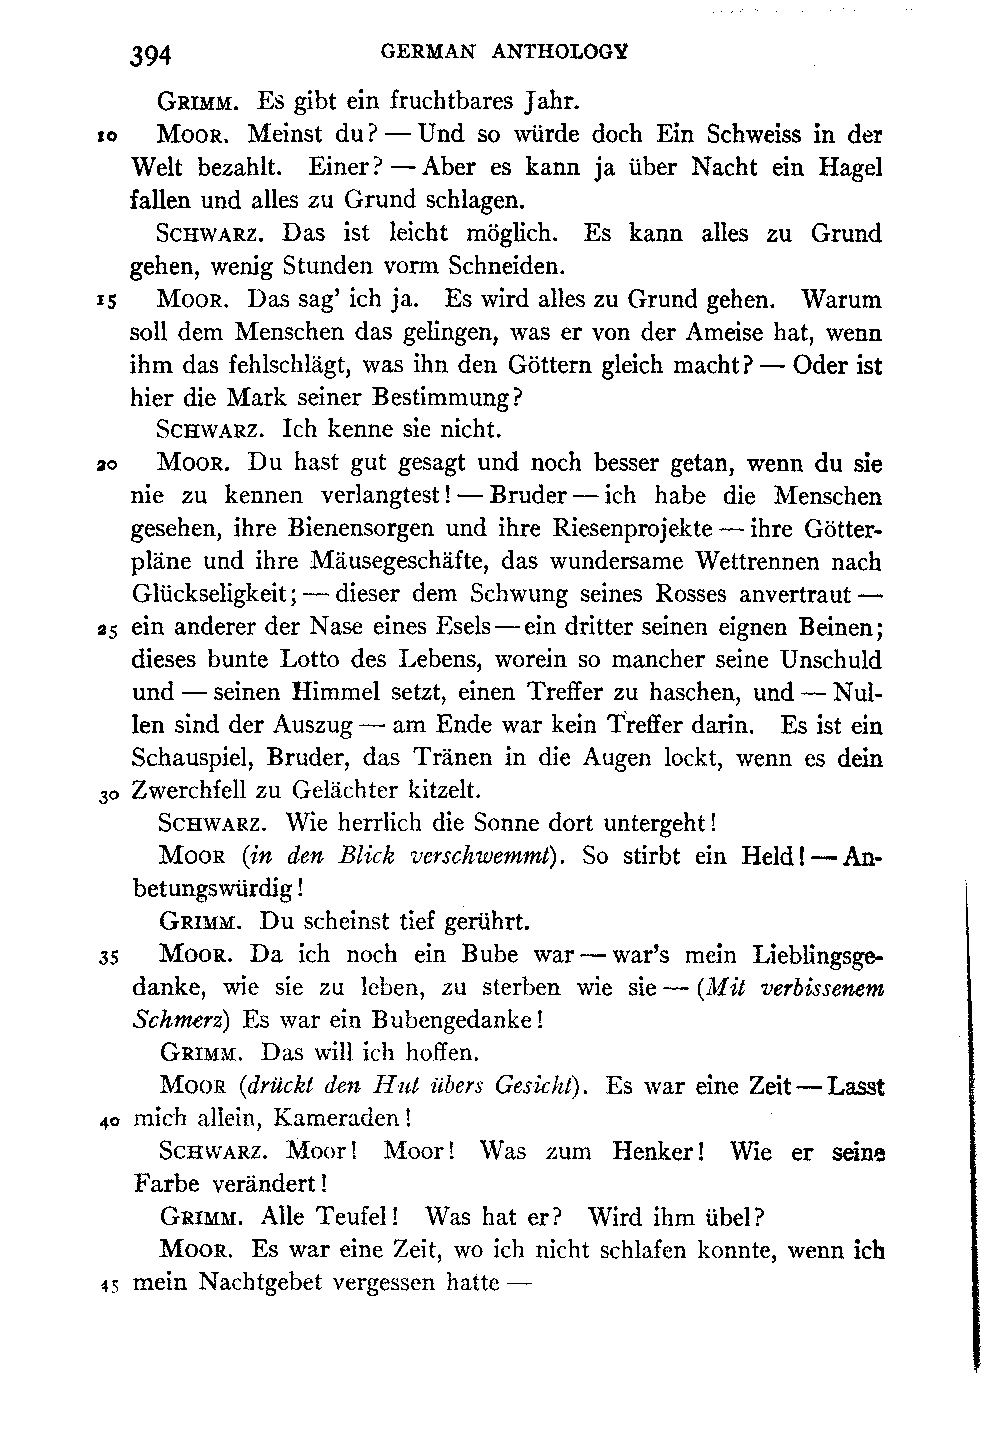 394 GERMAN ANTHOLOGY
GRIMM. Es gibt ein fruchtbares Jahr.
10 MOOR. Meinst du? — Und so würde doch Ein Schweiss in der
Welt bezahlt. Einer? — Aber es kann ja über Nacht ein Hagel
fallen und alles zu Grund schlagen.
SCHWARZ. Das ist leicht möglich. Es kann alles zu Grund
gehen, wenig Stunden vorm Schneiden.
15 MOOR. Das sag' ich ja. Es wird alles zu Grund gehen. Warum
soll dem Menschen das gelingen, was er von der Ameise hat, wenn
ihm das fehlschlägt, was ihn den Göttern gleich macht? — Oder ist
hier die Mark seiner Bestimmung?
SCHWARZ. Ich kenne sie nicht.
20 MOOR. Du hast gut gesagt und noch besser getan, wenn du sie
nie zu kennen verlangtest! — Bruder — ich habe die Menschen
gesehen, ihre Bienensorgen und ihre Riesenprojekte — ihre Götter-
pläne und ihre Mäusegeschäfte, das wundersame Wettrennen nach
Glückseligkeit; — dieser dem Schwung seines Rosses anvertraut —
25 ein anderer der Nase eines Esels — ein dritter seinen eignen Beinen;
dieses bunte Lotto des Lebens, worein so mancher seine Unschuld
und — seinen Himmel setzt, einen Treffer zu haschen, und — Nul-
len sind der Auszug — am Ende war kein Treffer darin. Es ist ein
Schauspiel, Bruder, das Tränen in die Augen lockt, wenn es dein
30 Zwerchfell zu Gelächter kitzelt.
SCHWARZ. Wie herrlich die Sonne dort untergeht!
MOOR (in den Blick verschwemmt). So stirbt ein Held! — An-
betungswürdig!
GRIMM. Du scheinst tief gerührt.
35 MOOR. Da ich noch ein Bube war — war's mein Lieblingsge-
danke, wie sie zu leben, zu sterben wie sie — (Mit verbissenem
Schmerz) Es war ein Bubengedanke!
GRIMM. Das will ich hoffen.
MOOR (drückt den Hut übers Gesicht). Es war eine Zeit — Lasst
40 mich allein, Kameraden!
SCHWARZ. Moor! Moor! Was zum Henker! Wie er seine
Farbe verändert!
GRIMM. Alle Teufel! Was hat er? Wird ihm übel?
MOOR. Es war eine Zeit, wo ich nicht schlafen konnte, wenn ich
45 mein Nachtgebet vergessen hatte —